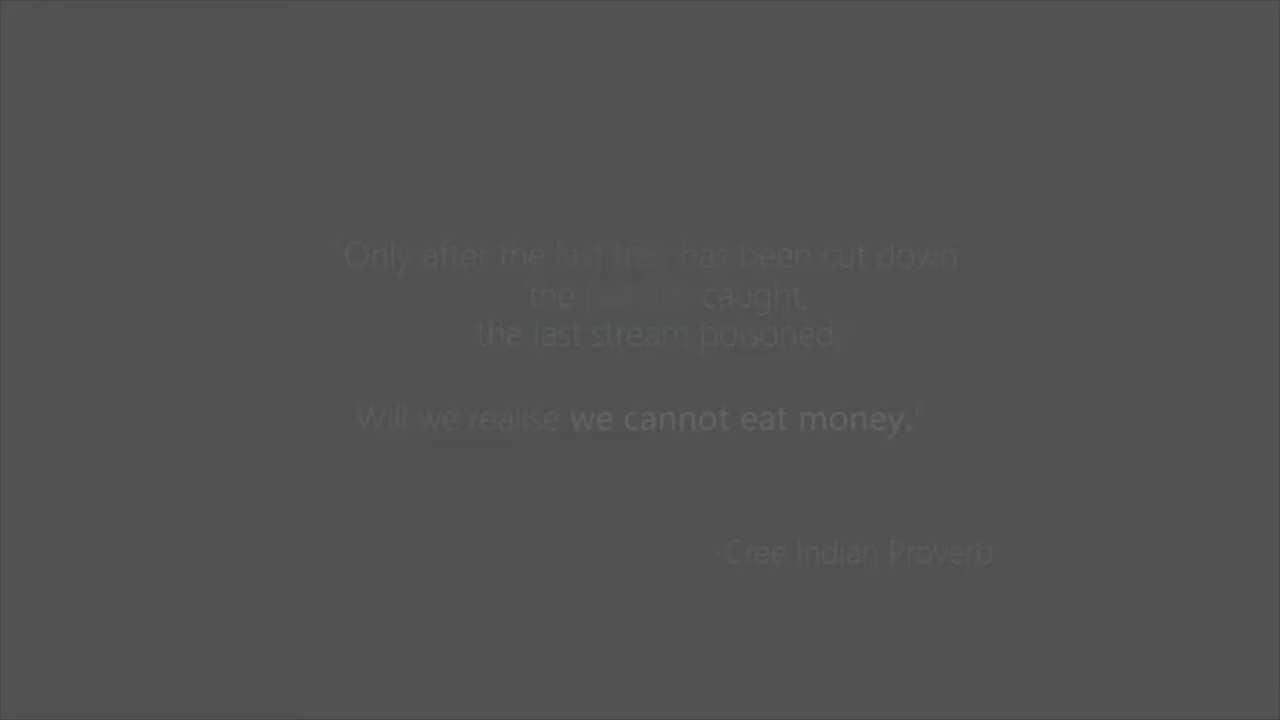 Only after the last tree has been cut down
the last fish caught,
the last stream poisoned,
Will we realise we cannot eat money."
-Cree Indian Proverb